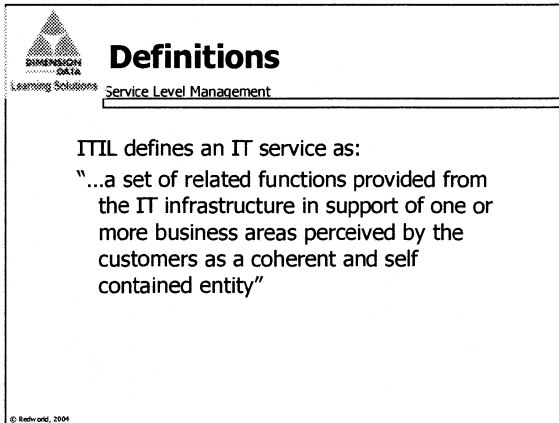 DIMENSION
DATA
Learning Solutions
Definitions
Service Level Management
ITIL defines an IT service as:
"...a set of related functions provided from
the IT infrastructure in support of one or
more business areas perceived by the
customers as a coherent and self
contained entity"
© Redworld, 2004